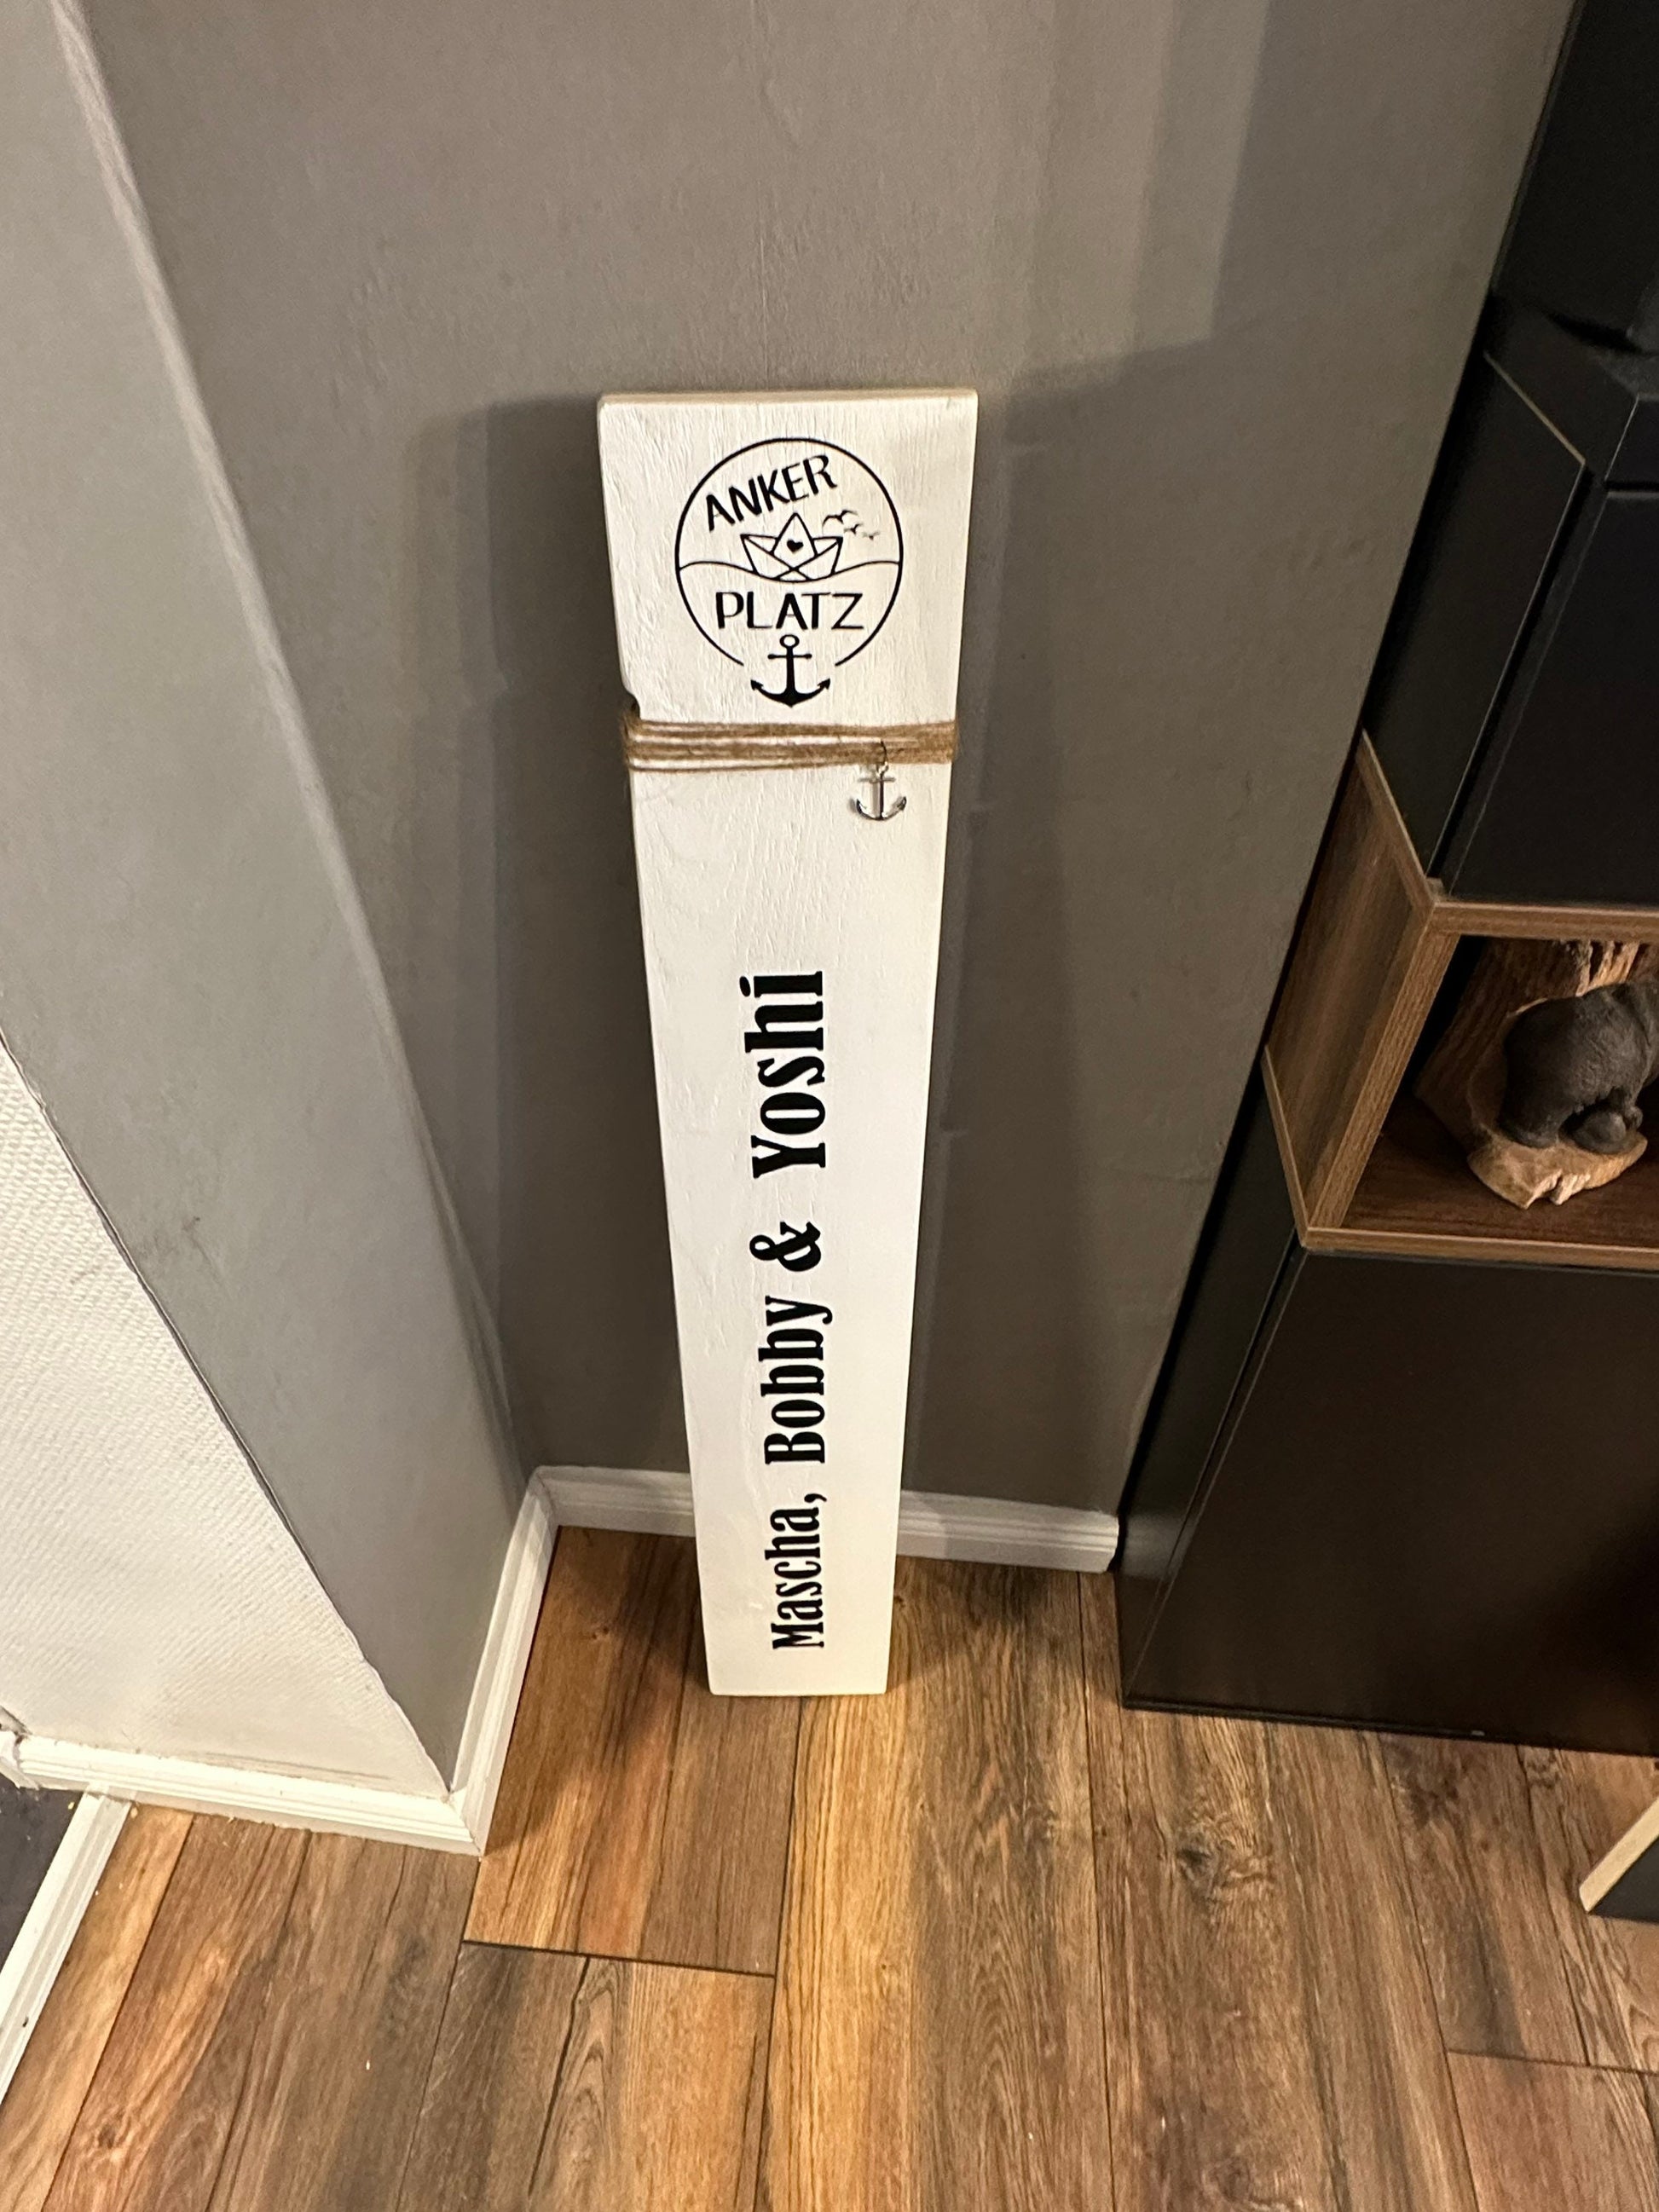 ANKER
PLATZ
Mascha, Bobby & Yoshi